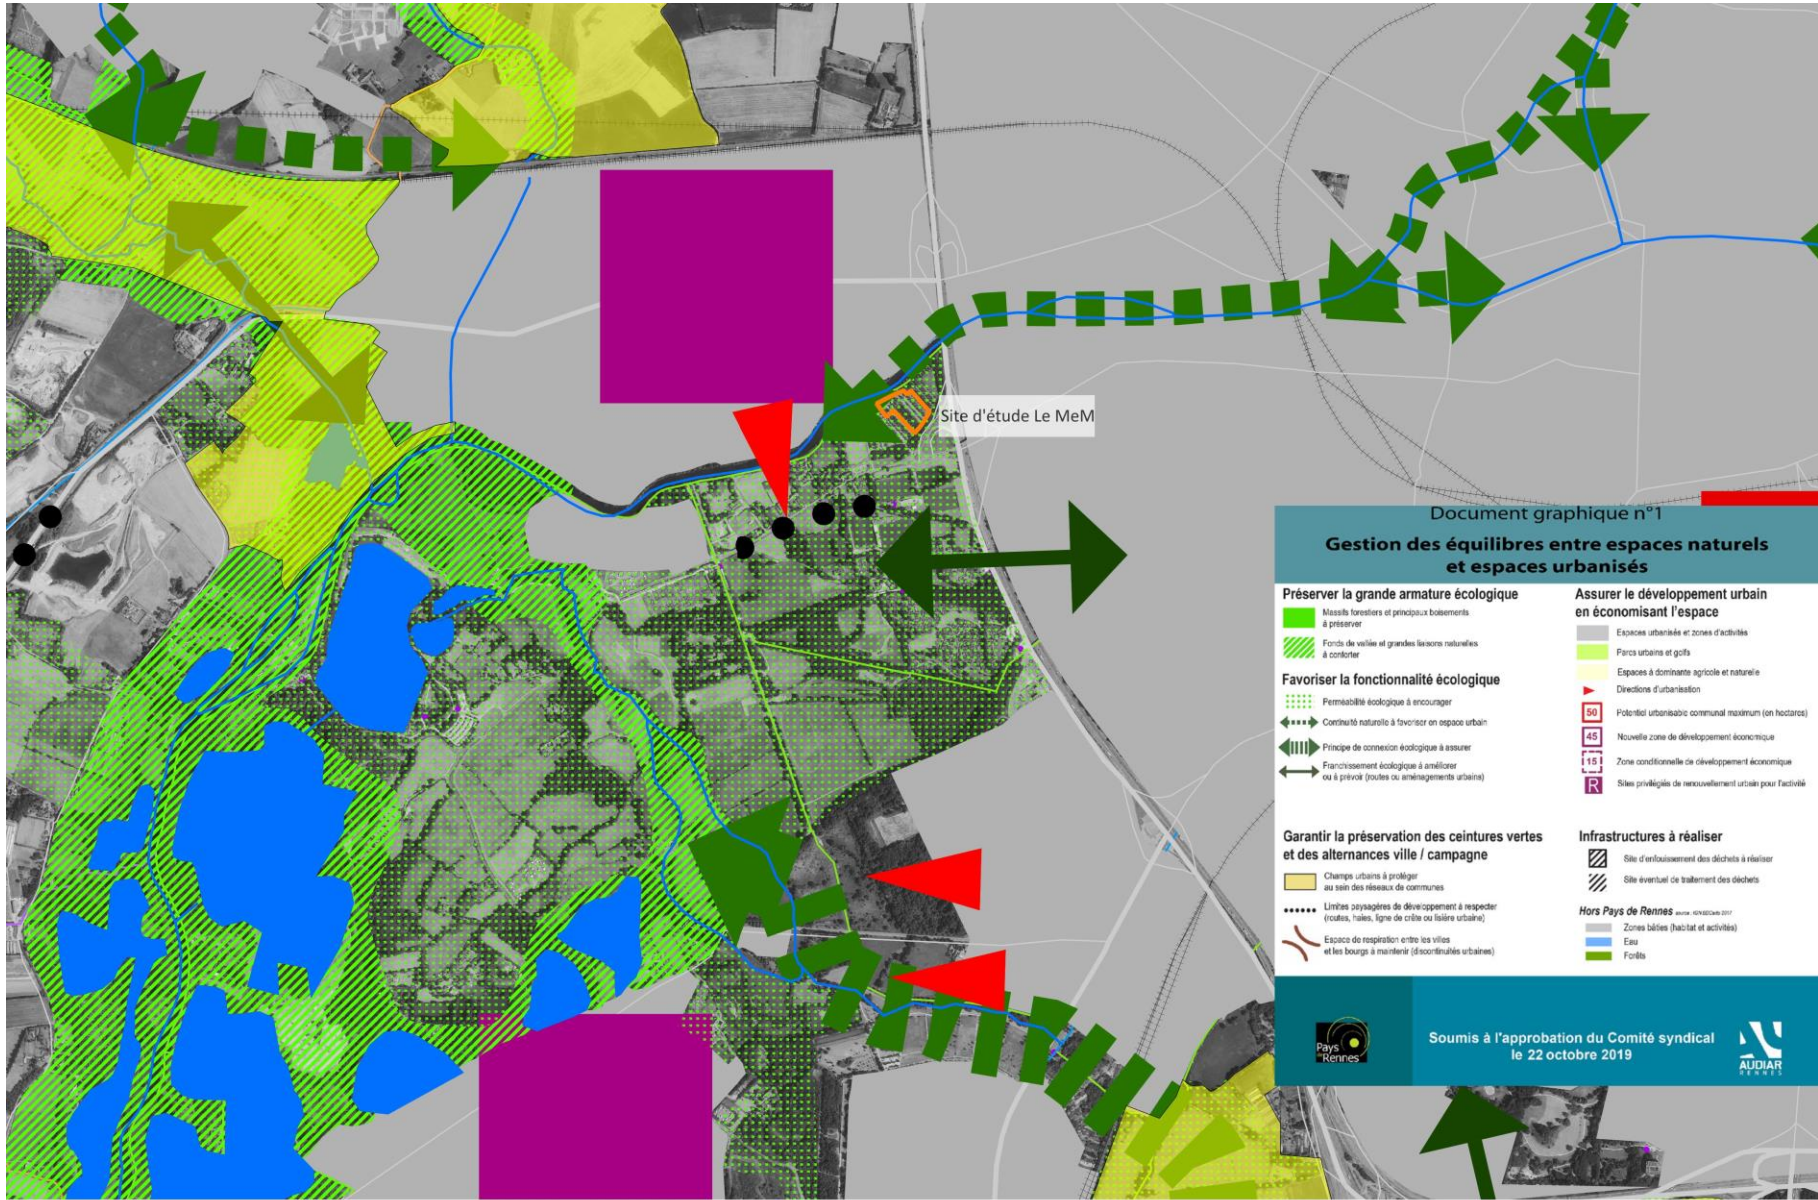 Site d'étude Le MeM
Document graphique n°1
Gestion des équilibres entre espaces naturels
et espaces urbanisés
Préserver la grande armature écologique
Massifs forestiers et principaux boisements
à préserver
Fonds de vallée et grandes liaisons naturelles
à conforter
Favoriser la fonctionnalité écologique
Perméabilité écologique à encourager
Continuité naturelle à favoriser en espace urbain
Principe de connexion écologique à assurer
Franchissement écologique à améliorer
ou à prévoir (routes ou aménagements urbains)
Garantir la préservation des ceintures vertes
et des alternances ville / campagne
Champs urbains à protéger
au sein des réseaux de communes
Limites paysagères de développement à respecter
(routes, haies, ligne de crête ou lisière urbaine)
Espace de respiration entre les villes
et les bourgs à maintenir (discontinuités urbaines)
Assurer le développement urbain
en économisant l'espace
Espaces urbanisés et zones d'activités
Parcs urbains et golfs
Espaces à dominante agricole et naturelle
Directions d'urbanisation
50 Potentiel urbanisable communal maximum (en hectares)
45 Nouvelle zone de développement économique
15 Zone conditionnelle de développement économique
R Sites privilégiés de renouvellement urbain pour l'activité
Infrastructures à réaliser
Site d'enfouissement des déchets à réaliser
Site éventuel de traitement des déchets
Hors Pays de Rennes
Zones bâties (habitat et activités)
Eau
Forêts
Pays de Rennes
Soumis à l'approbation du Comité syndical
le 22 octobre 2019
AUDIAR
RENNES